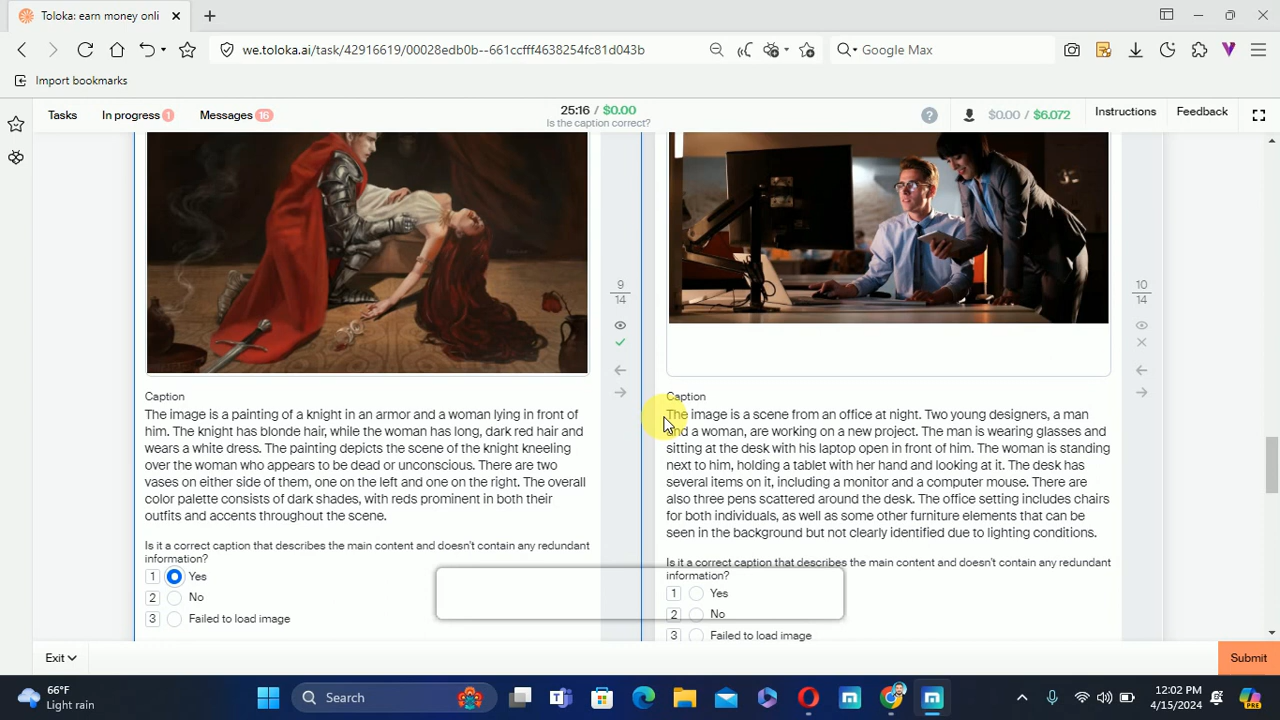 Toloka: earn money onli
we.toloka.ai/task/42916619/00028edb0b--661ccfff4638254fc81d043b
Google Max
Import bookmarks
Tasks
In progress 1
Messages 16
25:16 / $0.00
Is the caption correct?
$0.00 / $6.072
Instructions
Feedback
9
14
10
14
Caption
The image is a painting of a knight in an armor and a woman lying in front of
him. The knight has blonde hair, while the woman has long, dark red hair and
wears a white dress. The painting depicts the scene of the knight kneeling
over the woman who appears to be dead or unconscious. There are two
vases on either side of them, one on the left and one on the right. The overall
color palette consists of dark shades, with reds prominent in both their
outfits and accents throughout the scene.
Is it a correct caption that describes the main content and doesn't contain any redundant
information?
1 Yes
2 No
3 Failed to load image
Caption
The image is a scene from an office at night. Two young designers, a man
and a woman, are working on a new project. The man is wearing glasses and
sitting at the desk with his laptop open in front of him. The woman is standing
next to him, holding a tablet with her hand and looking at it. The desk has
several items on it, including a monitor and a computer mouse. There are
also three pens scattered around the desk. The office setting includes chairs
for both individuals, as well as some other furniture elements that can be
seen in the background but not clearly identified due to lighting conditions.
Is it a correct caption that describes the main content and doesn't contain any redundant
information?
1 Yes
2 No
3 Failed to load image
Exit
Submit
66°F
Light rain
Search
12:02 PM
4/15/2024